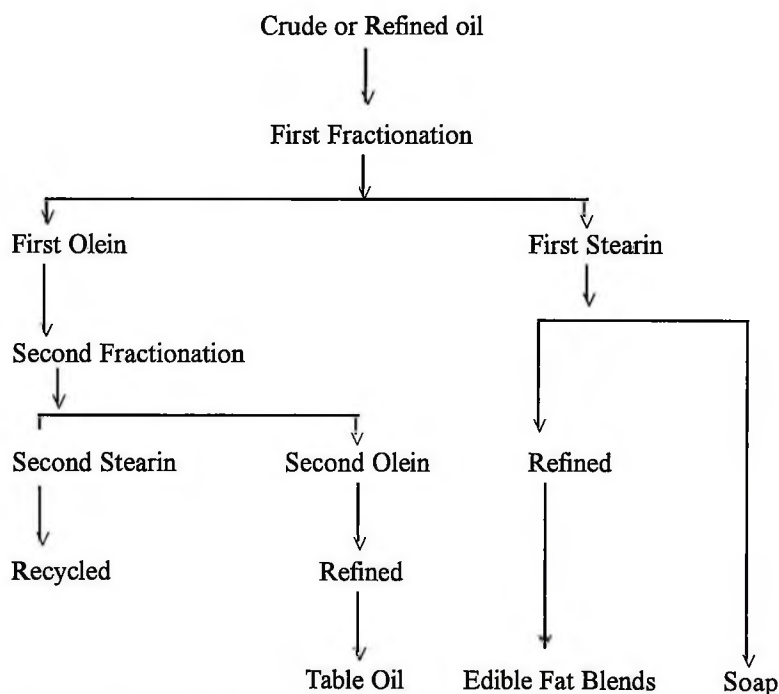 Crude or Refined oil
First Fractionation
First Olein
First Stearin
Second Fractionation
Second Stearin
Second Olein
Refined
Recycled
Refined
Table Oil
Edible Fat Blends
Soap